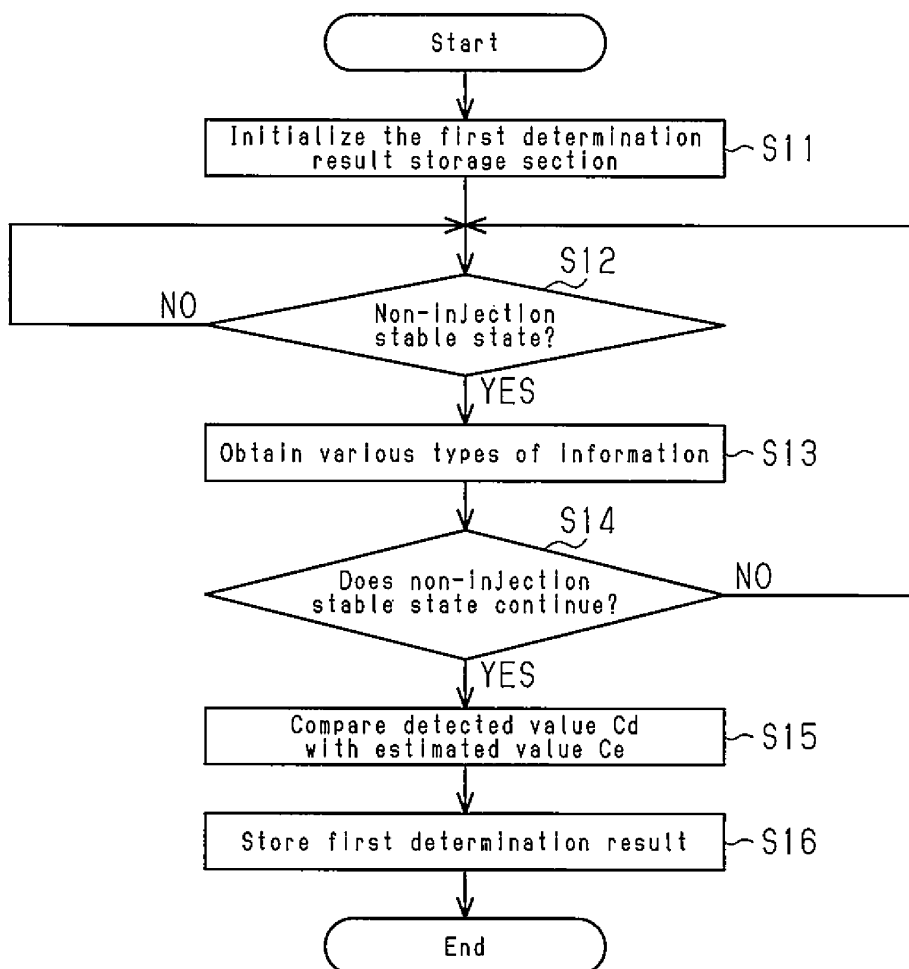 Start
Initialize the first determination
result storage section
S11
S12
NO
Non-injection
stable state?
YES
Obtain various types of information
S13
S14
Does non-injection
stable state continue?
NO
YES
Compare detected value Cd
with estimated value Ce
S15
Store first determination result
S16
End